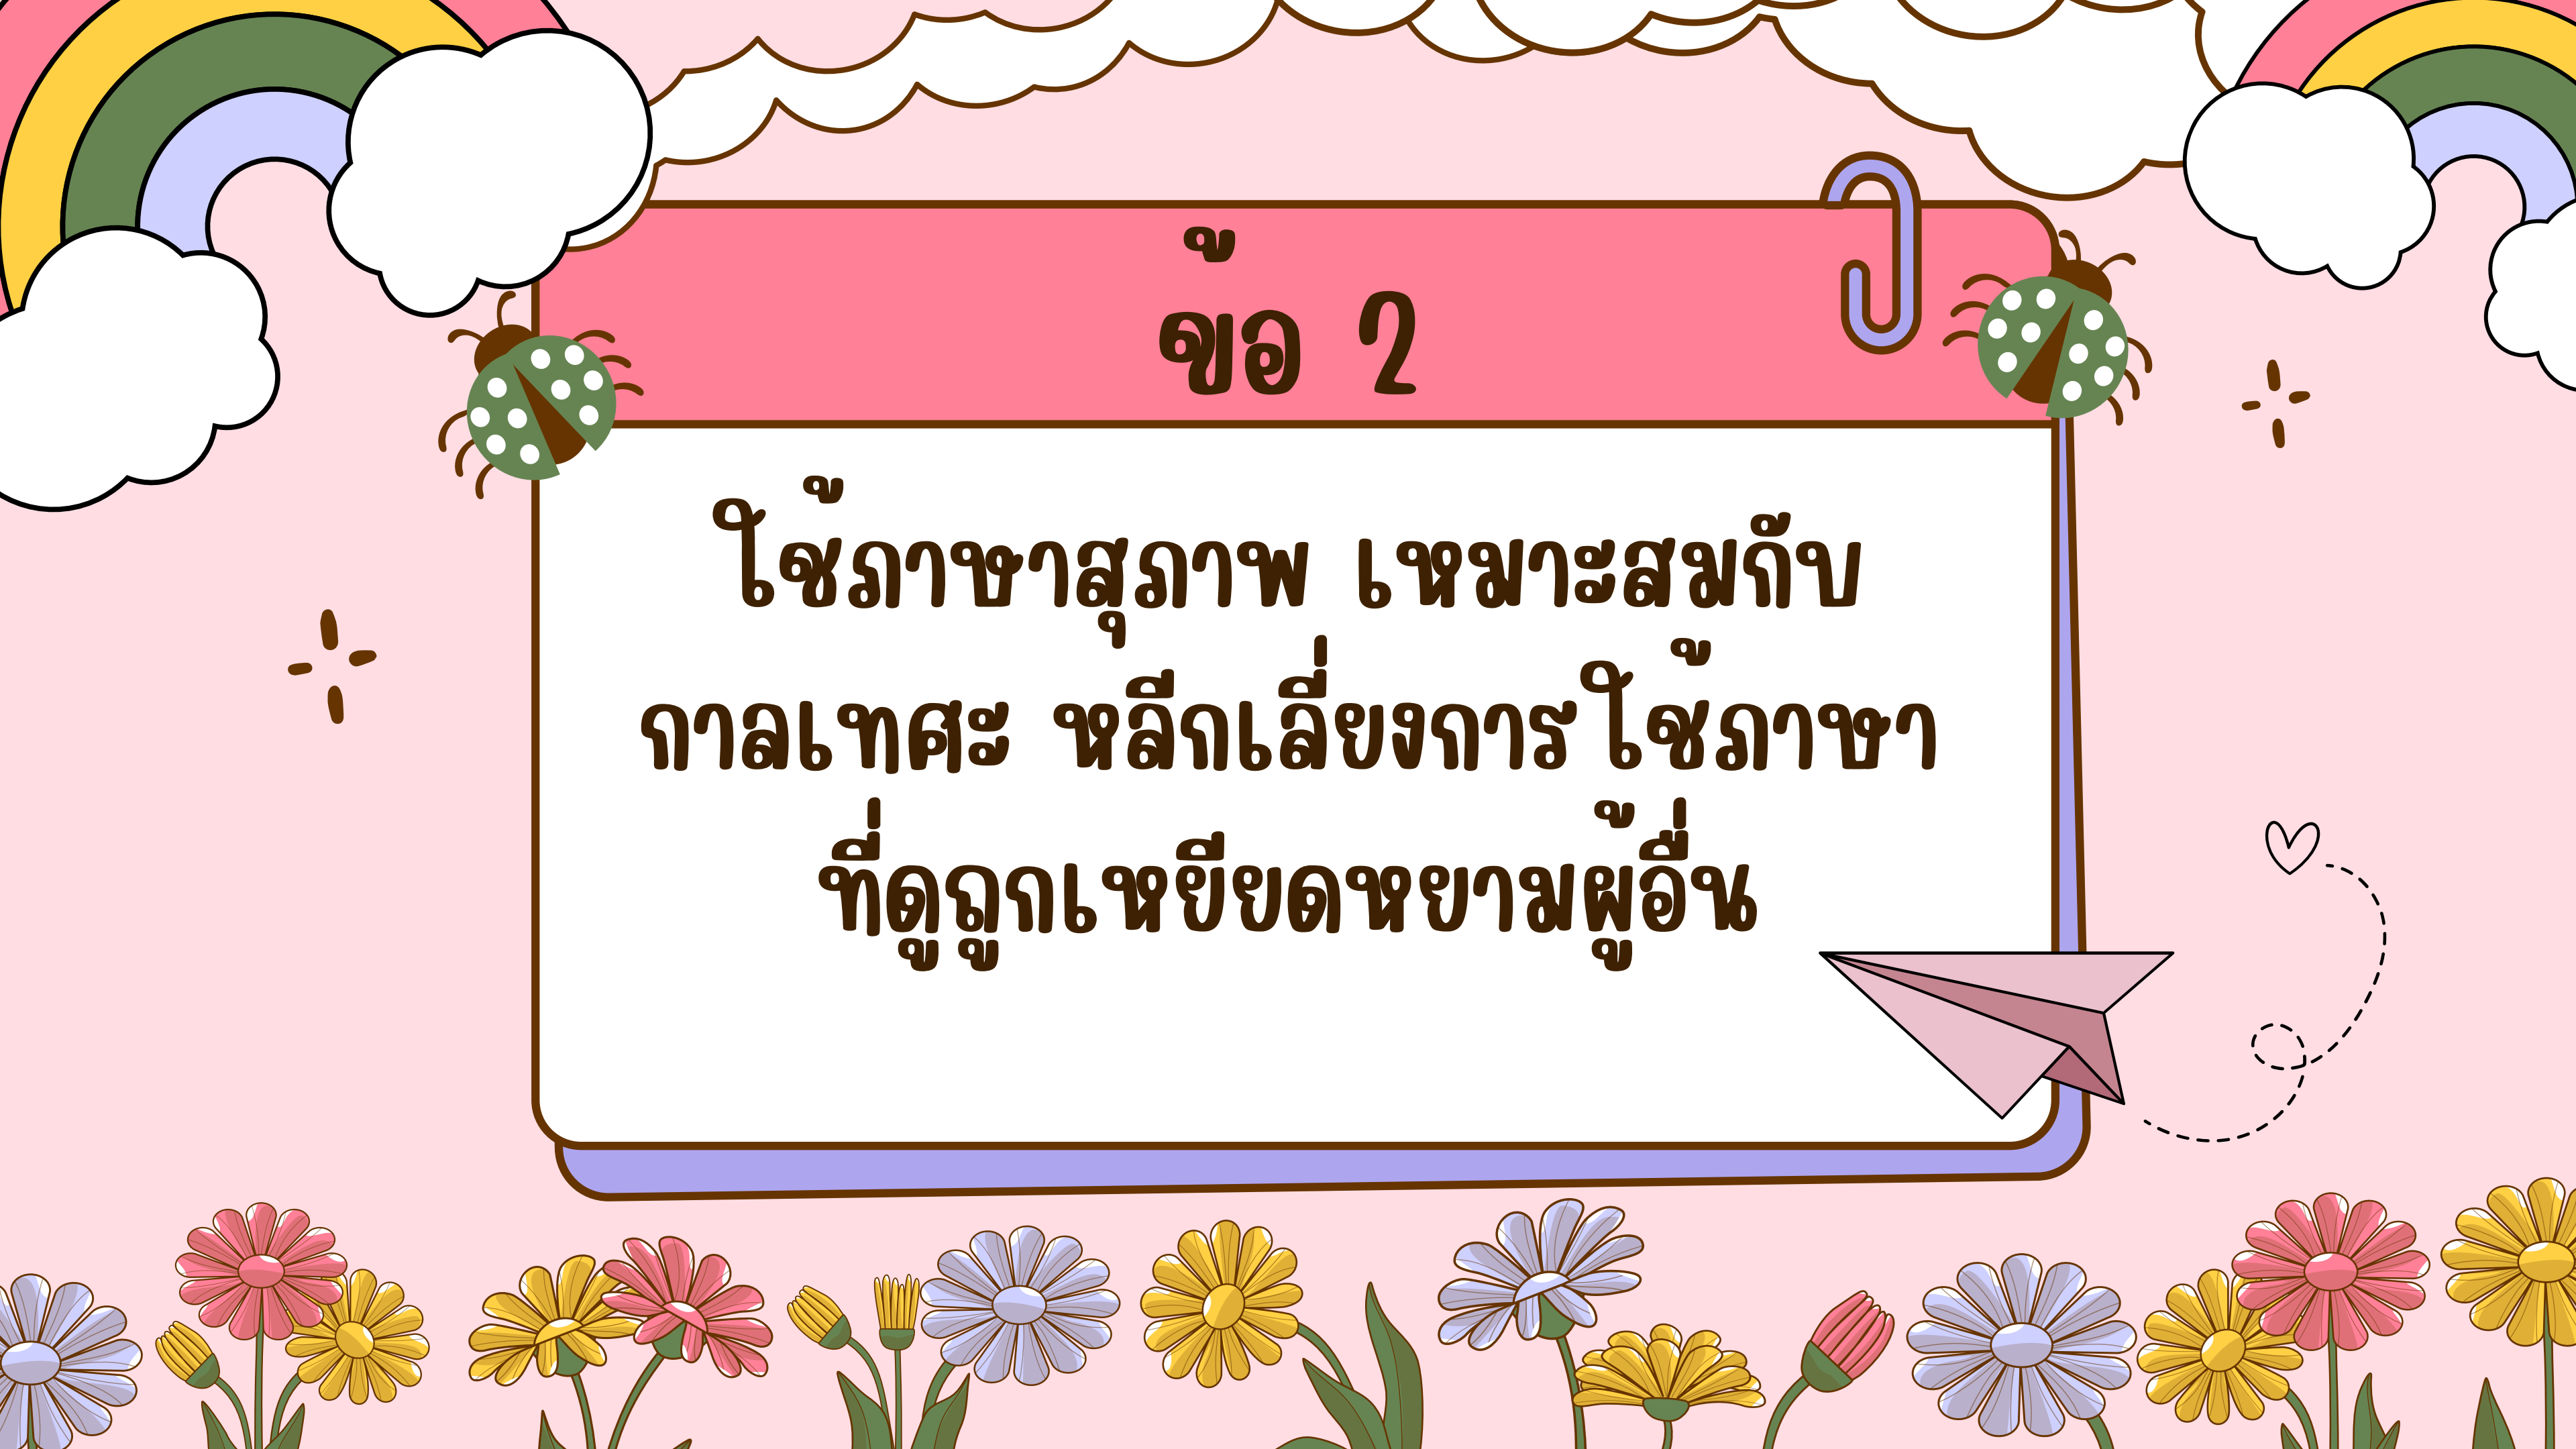 ข้อ 2
ใช้ภาษาสุภาพ เหมาะสมกับ
กาลเทศะ หลีกเลี่ยงการใช้ภาษา
ที่ดูถูกเหยียดหยามผู้อื่น